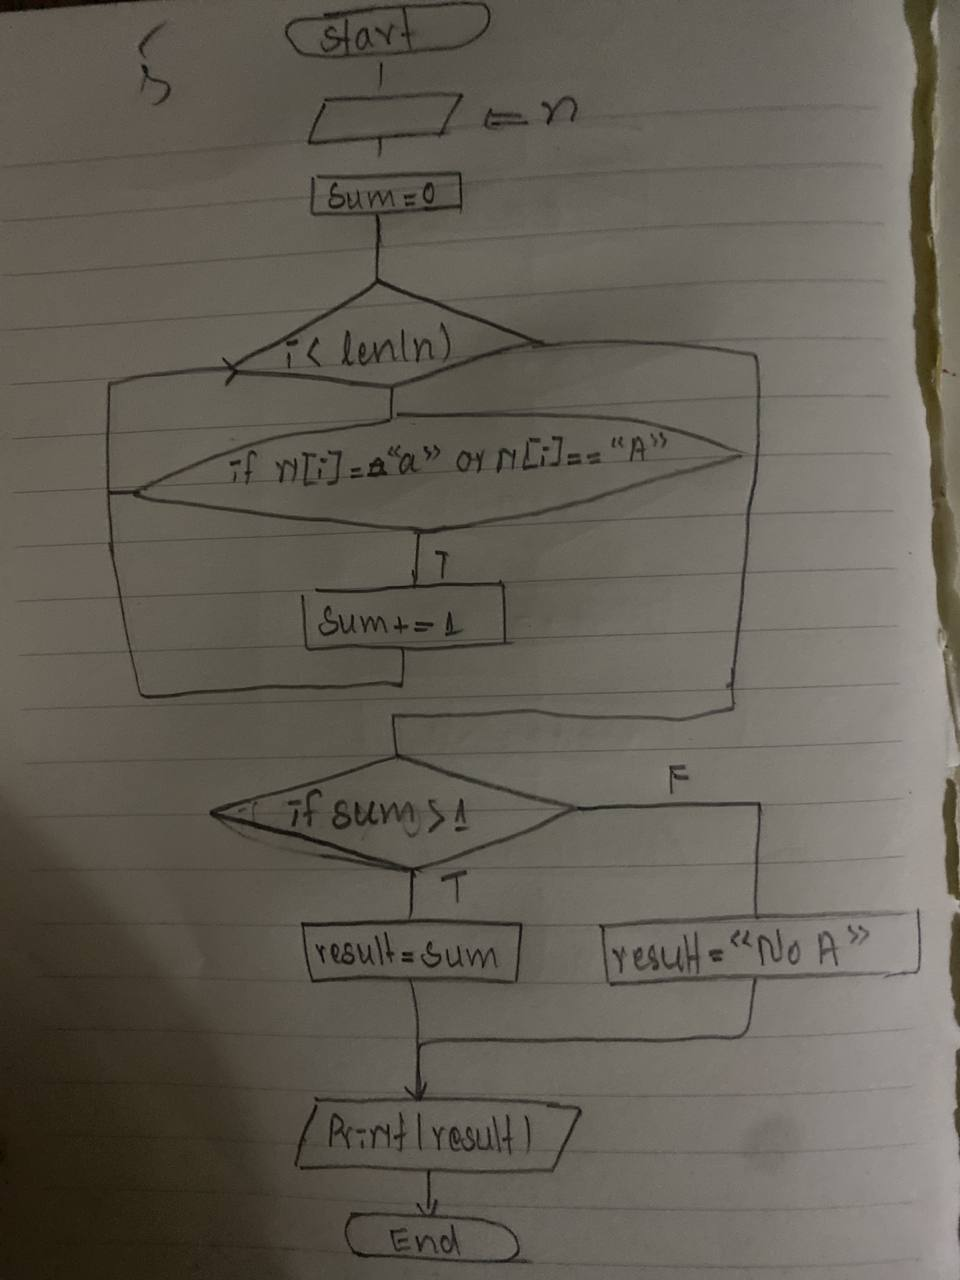 5
start
= n
Sum=0
i< len(n)
if n[i]=="a" or n[i]=="A"
T
Sum+=1
F
if sum>1
T
result=sum
result="No A"
Print(result)
End